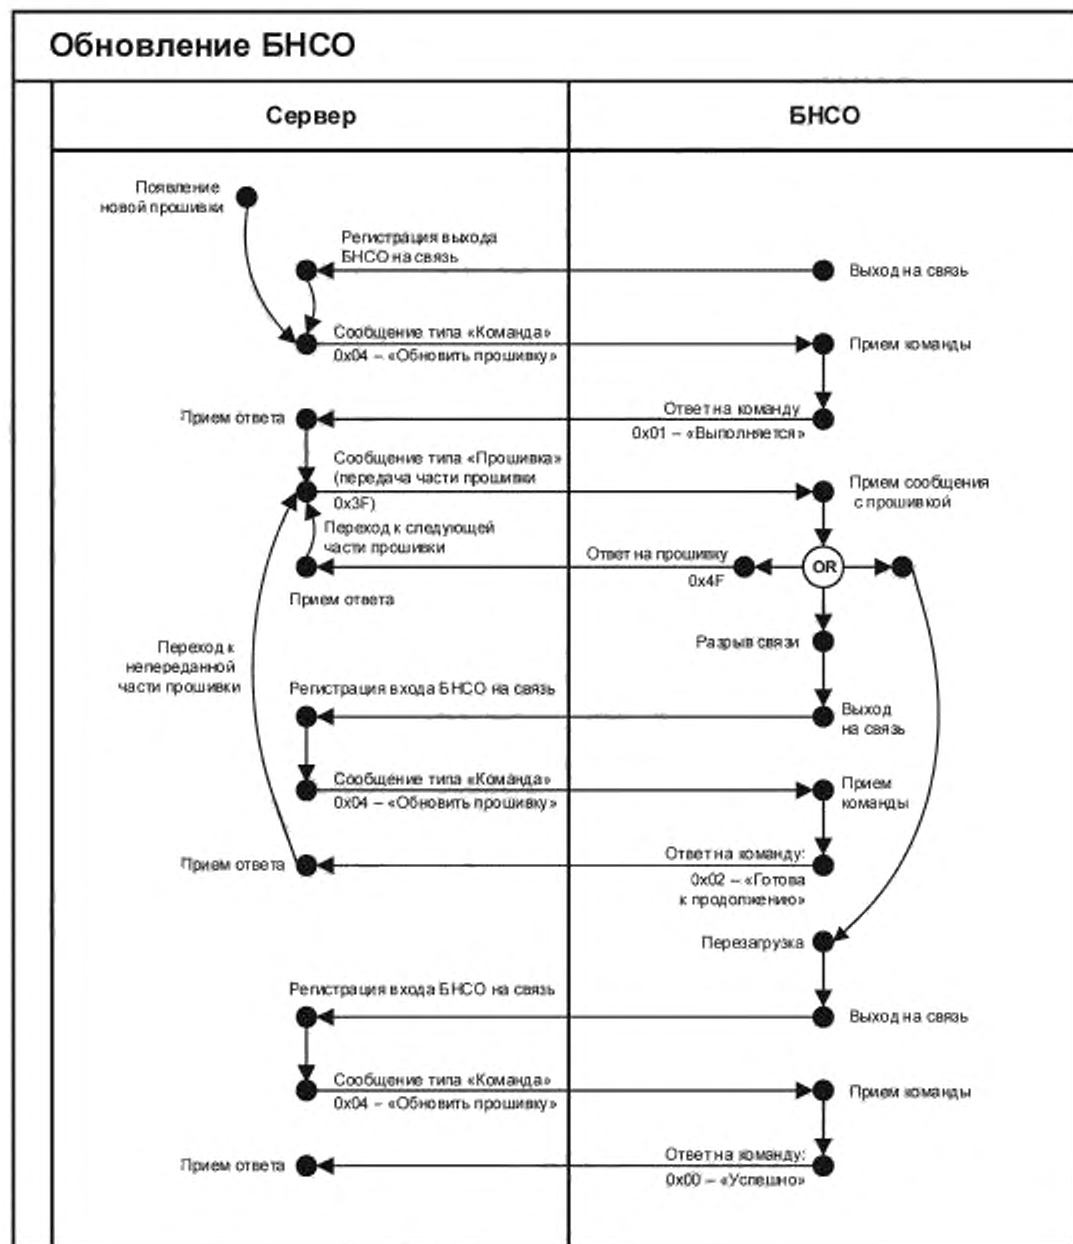 Обновление БНСО
Сервер
БНСО
Появление
новой прошивки
Регистрация выхода
БНСО на связь
Выход на связь
Сообщение типа «Команда»
0x04 – «Обновить прошивку»
Прием команды
Прием ответа
Ответ на команду
0x01 – «Выполняется»
Сообщение типа «Прошивка»
(передача части прошивки
0x3F)
Прием сообщения
с прошивкой
Переход к следующей
части прошивки
Ответ на прошивку
0x4F
OR
Прием ответа
Разрыв связи
Переход к
непереданной
части прошивки
Регистрация входа БНСО на связь
Выход
на связь
Сообщение типа «Команда»
0x04 – «Обновить прошивку»
Прием
команды
Прием ответа
Ответ на команду:
0x02 – «Готова
к продолжению»
Перезагрузка
Регистрация входа БНСО на связь
Выход на связь
Сообщение типа «Команда»
0x04 – «Обновить прошивку»
Прием команды
Прием ответа
Ответ на команду:
0x00 – «Успешно»